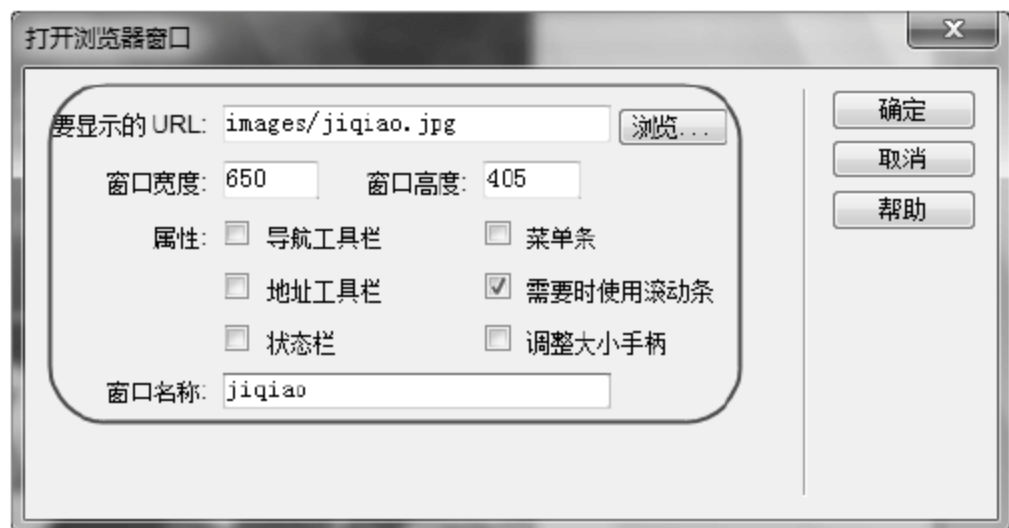 打开浏览器窗口
要显示的 URL: images/jiqiao.jpg 浏览... 确定
取消
窗口宽度: 650 窗口高度: 405
帮助
属性: 导航工具栏 菜单条
地址工具栏 需要时使用滚动条
状态栏 调整大小手柄
窗口名称: jiqiao